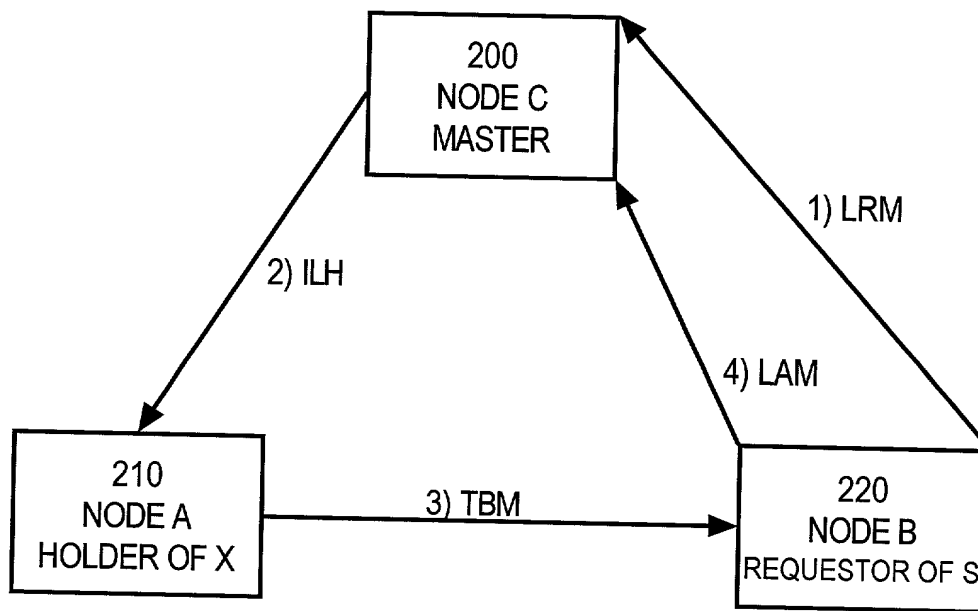 200
NODE C
MASTER
1) LRM
2) ILH
4) LAM
210
NODE A
HOLDER OF X
3) TBM
220
NODE B
REQUESTOR OF S